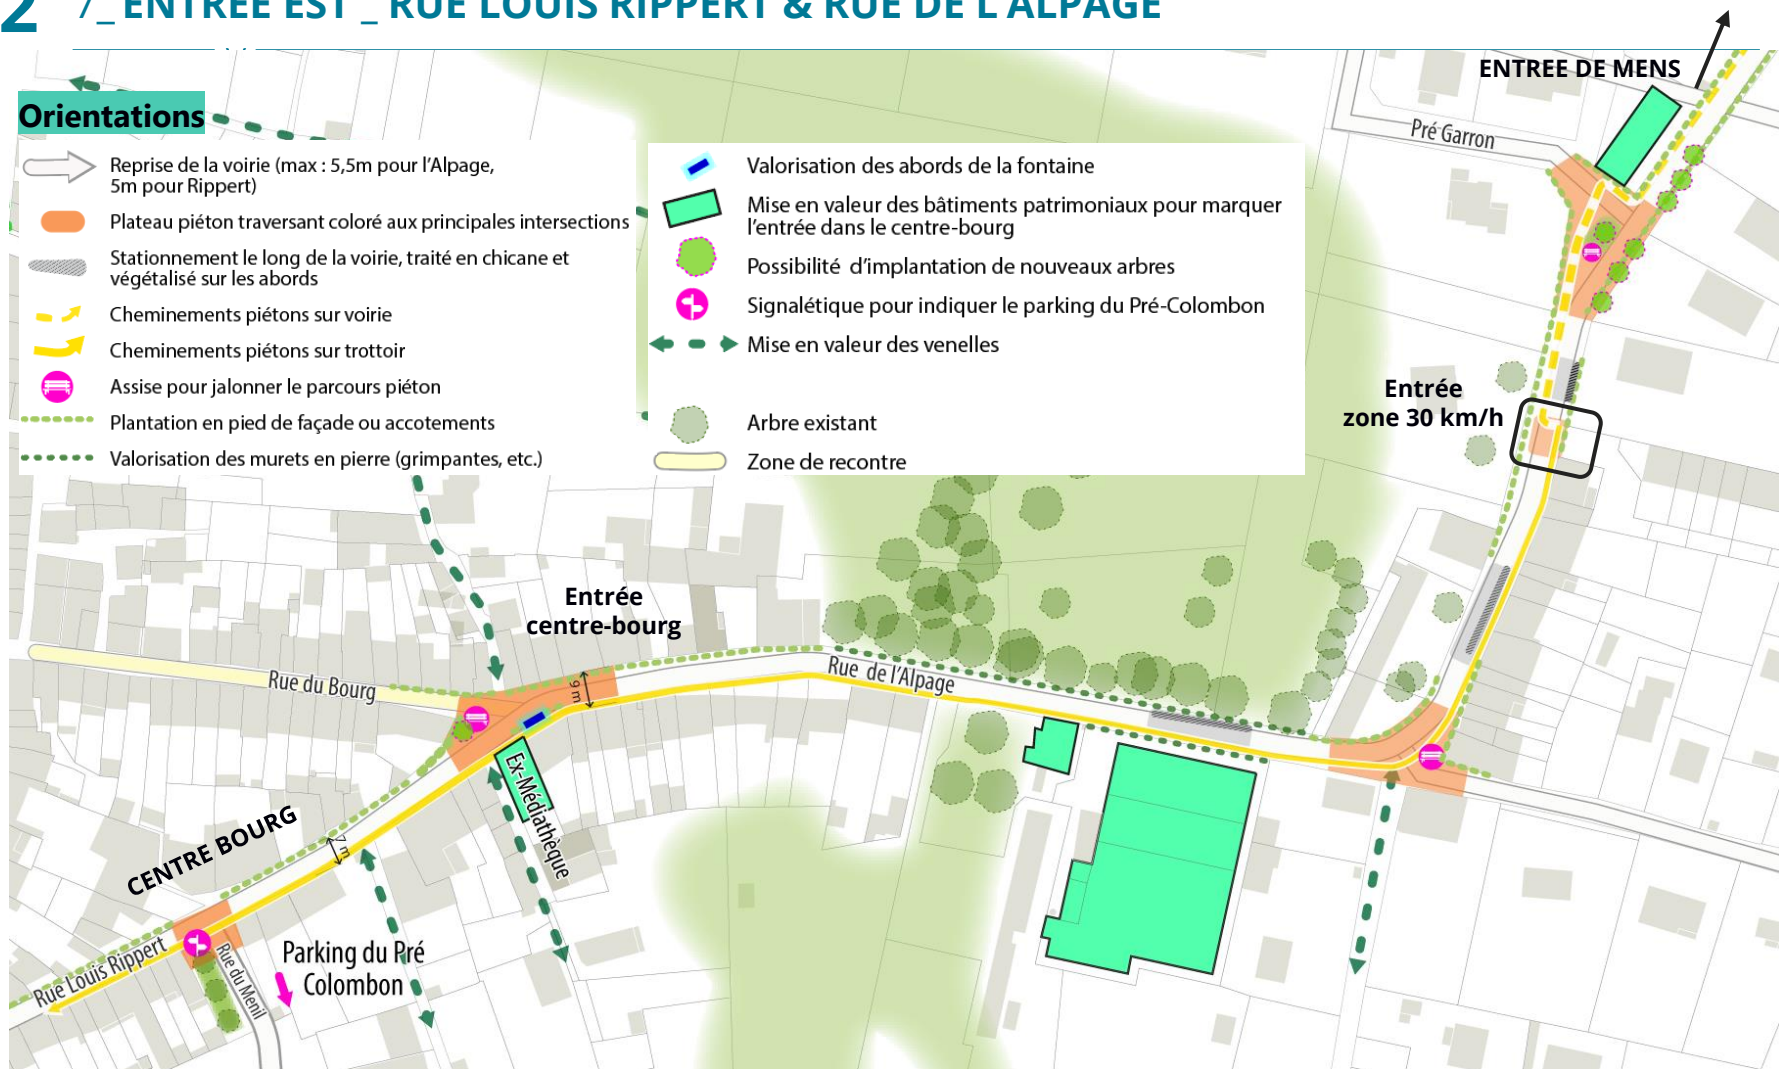 2 7_ ENTRÉE EST _ RUE LOUIS RIPPERT & RUE DE L'ALPAGE
ENTREE DE MENS
Orientations
Reprise de la voirie (max : 5,5m pour l'Alpage,
5m pour Rippert)
Plateau piéton traversant coloré aux principales intersections
Stationnement le long de la voirie, traité en chicane et
végétalisé sur les abords
Cheminements piétons sur voirie
Cheminements piétons sur trottoir
Assise pour jalonner le parcours piéton
Plantation en pied de façade ou accotements
Valorisation des murets en pierre (grimpantes, etc.)
Valorisation des abords de la fontaine
Mise en valeur des bâtiments patrimoniaux pour marquer
l'entrée dans le centre-bourg
Possibilité d'implantation de nouveaux arbres
Signalétique pour indiquer le parking du Pré-Colombon
Mise en valeur des venelles
Arbre existant
Zone de recontre
Pré Garron
Entrée
zone 30 km/h
Entrée
centre-bourg
Rue du Bourg
9 m
Rue de l'Alpage
Ex-Médiathèque
CENTRE BOURG
7 m
Rue Louis Rippert
Rue du Menil
Parking du Pré
Colombon